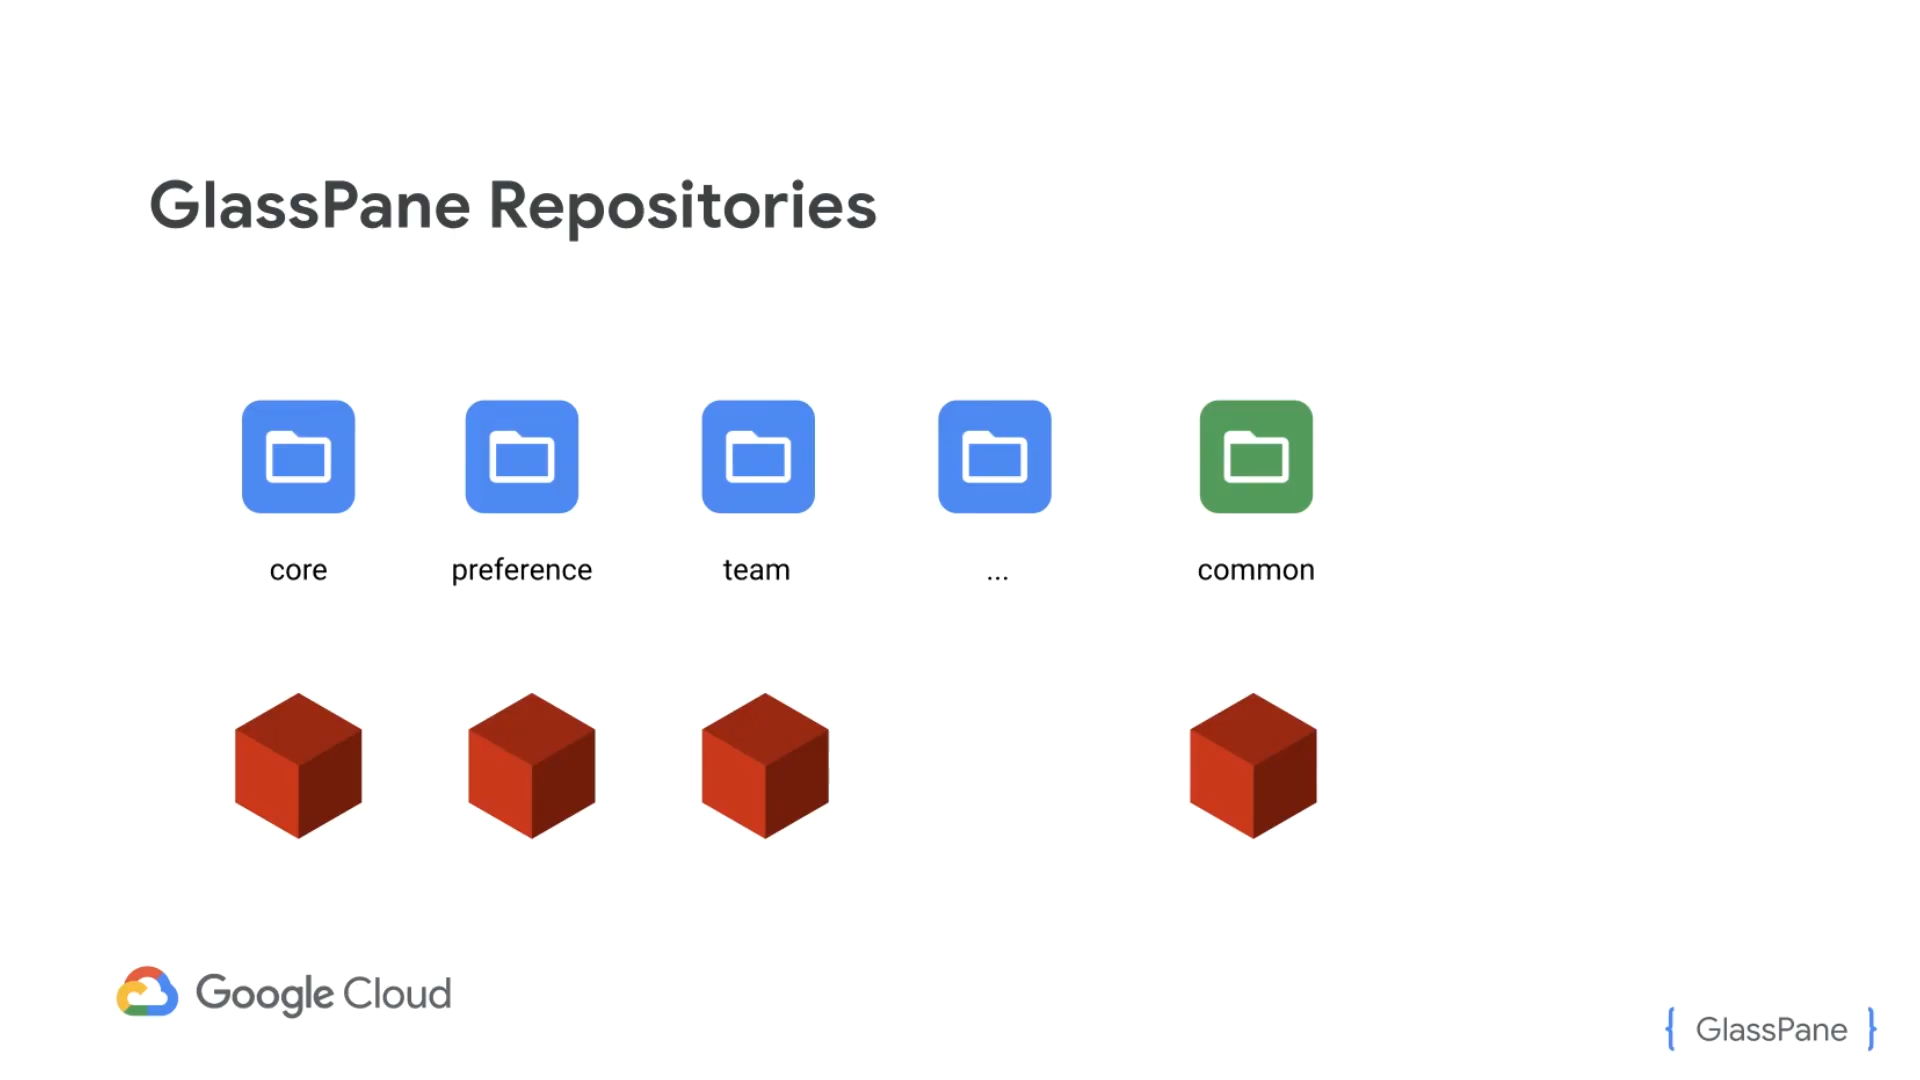 GlassPane Repositories
core
preference
team
...
common
Google Cloud
{ GlassPane }